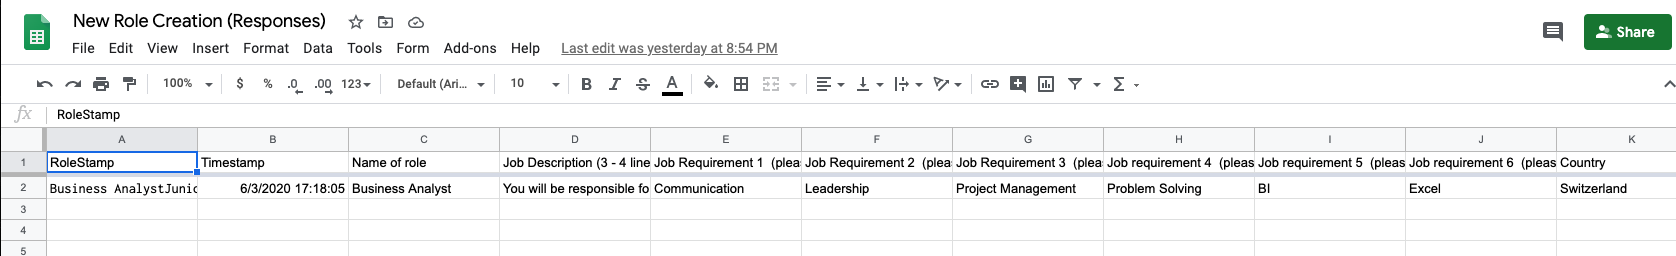 New Role Creation (Responses)
File Edit View Insert Format Data Tools Form Add-ons Help Last edit was yesterday at 8:54 PM
Share
100% $ % .0 .00 123 Default (Ari... 10 B I S A Σ
fx RoleStamp
A B C D E F G H I J K
1 RoleStamp Timestamp Name of role Job Description (3 - 4 line Job Requirement 1 (plea Job Requirement 2 (plea Job Requirement 3 (pleas Job requirement 4 (pleas Job requirement 5 (pleas Job requirement 6 (pleas Country
2 Business AnalystJunic 6/3/2020 17:18:05 Business Analyst You will be responsible fo Communication Leadership Project Management Problem Solving BI Excel Switzerland
3
4
5